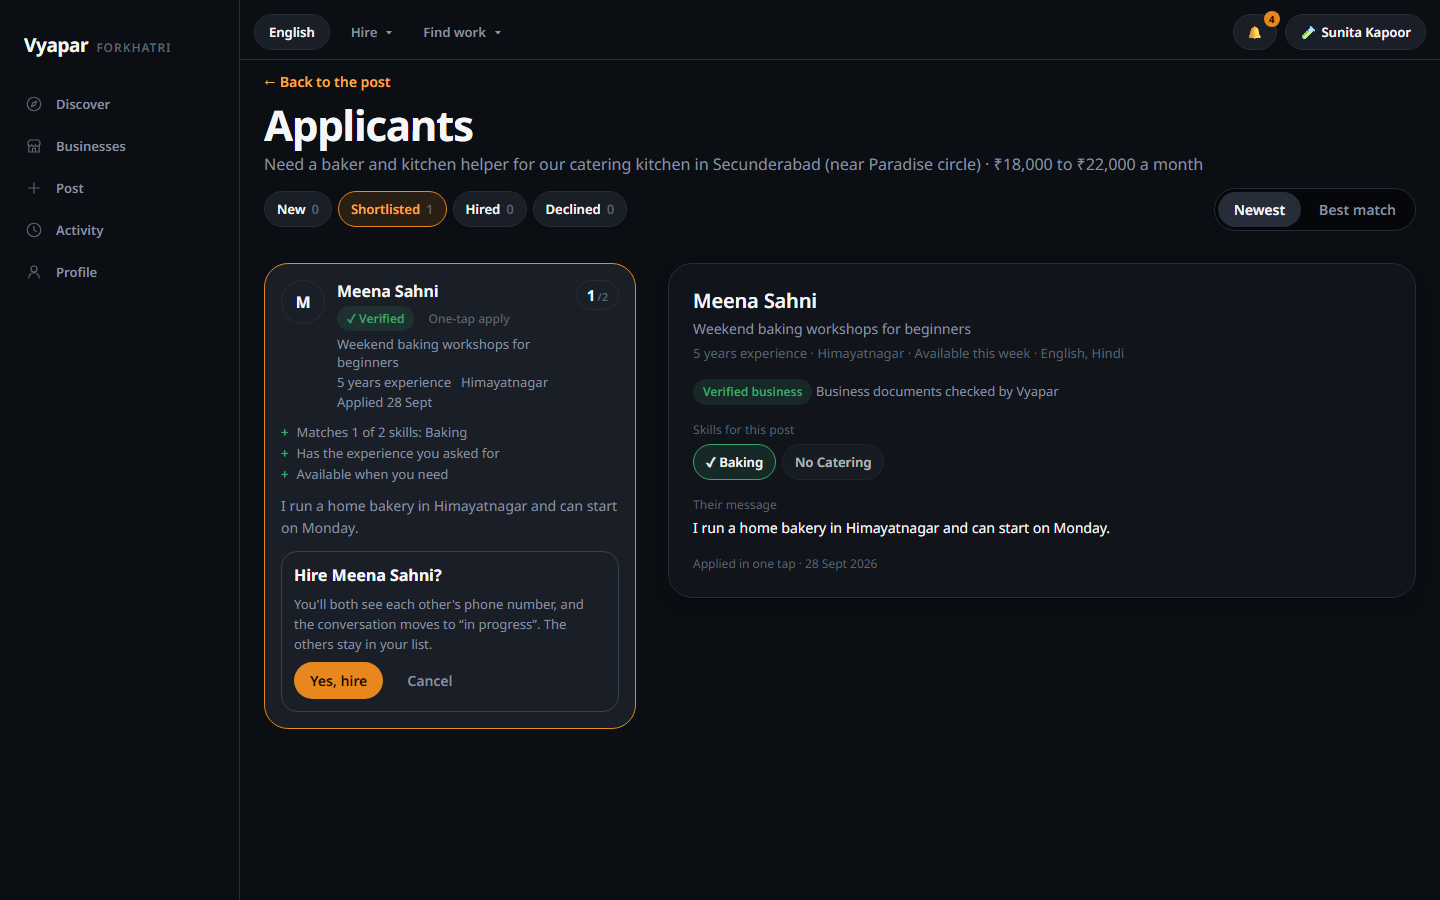 Vyapar FORKHATRI
Discover
Businesses
Post
Activity
Profile
English
Hire
Find work
4
Sunita Kapoor
← Back to the post
Applicants
Need a baker and kitchen helper for our catering kitchen in Secunderabad (near Paradise circle) · ₹18,000 to ₹22,000 a month
New 0
Shortlisted 1
Hired 0
Declined 0
Newest
Best match
M
Meena Sahni
1 /2
✓ Verified
One-tap apply
Weekend baking workshops for
beginners
5 years experience Himayatnagar
Applied 28 Sept
+ Matches 1 of 2 skills: Baking
+ Has the experience you asked for
+ Available when you need
I run a home bakery in Himayatnagar and can start
on Monday.
Hire Meena Sahni?
You'll both see each other's phone number, and
the conversation moves to “in progress”. The
others stay in your list.
Yes, hire
Cancel
Meena Sahni
Weekend baking workshops for beginners
5 years experience · Himayatnagar · Available this week · English, Hindi
Verified business Business documents checked by Vyapar
Skills for this post
✓ Baking
No Catering
Their message
I run a home bakery in Himayatnagar and can start on Monday.
Applied in one tap · 28 Sept 2026